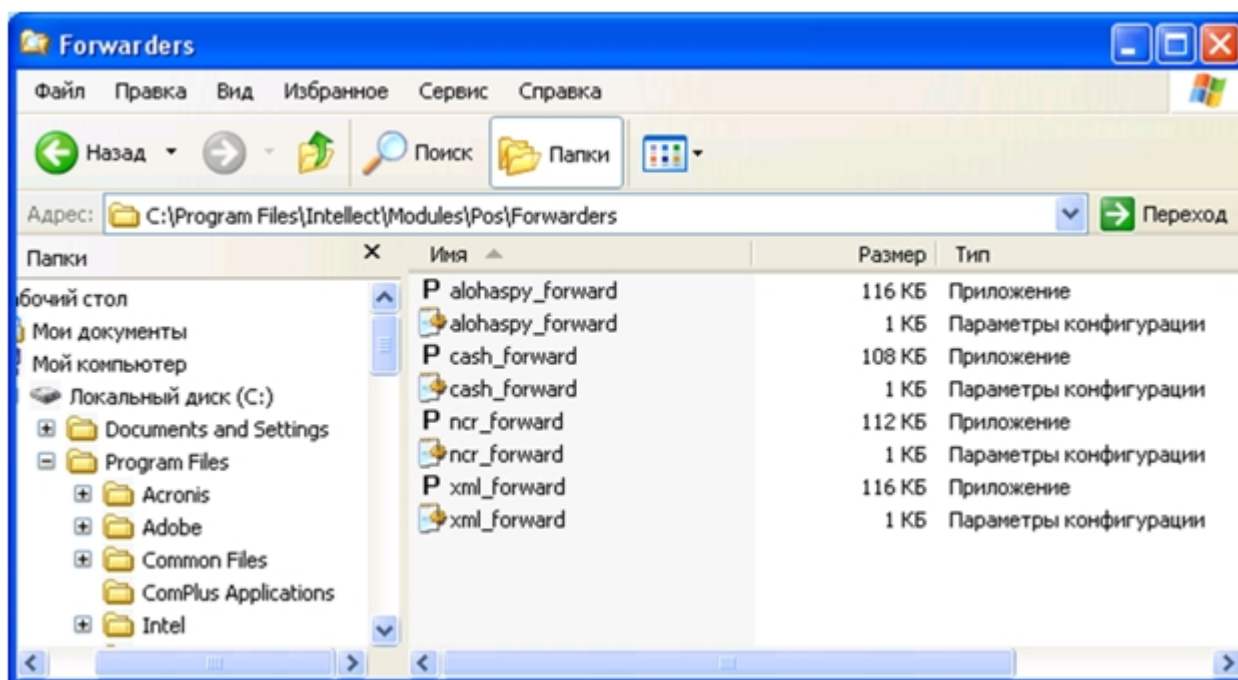 Forwarders
Файл Правка Вид Избранное Сервис Справка
Назад Поиск Папки
Адрес: C:\Program Files\Intellect\Modules\Pos\Forwarders Переход
Папки
Имя Размер Тип
бочий стол
Мои документы
Мой компьютер
Локальный диск (C:)
Documents and Settings
Program Files
Acronis
Adobe
Common Files
ComPlus Applications
Intel
alohaspy_forward 116 КБ Приложение
alohaspy_forward 1 КБ Параметры конфигурации
cash_forward 108 КБ Приложение
cash_forward 1 КБ Параметры конфигурации
ncr_forward 112 КБ Приложение
ncr_forward 1 КБ Параметры конфигурации
xml_forward 116 КБ Приложение
xml_forward 1 КБ Параметры конфигурации